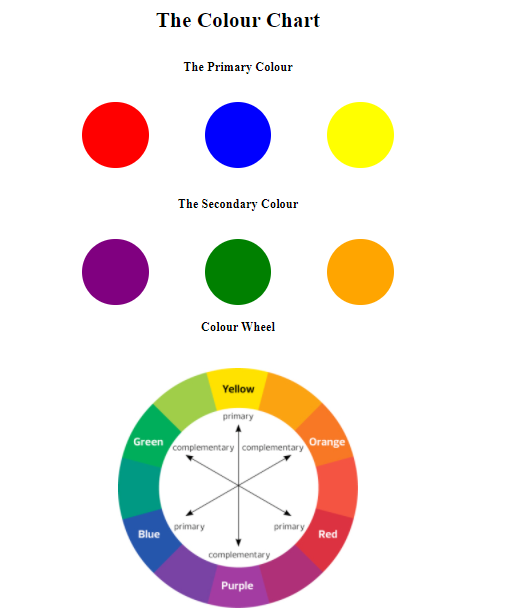 The Colour Chart
The Primary Colour
The Secondary Colour
Colour Wheel
Yellow
primary
Green
complementary
complementary
Orange
Blue
primary
primary
Red
complementary
Purple